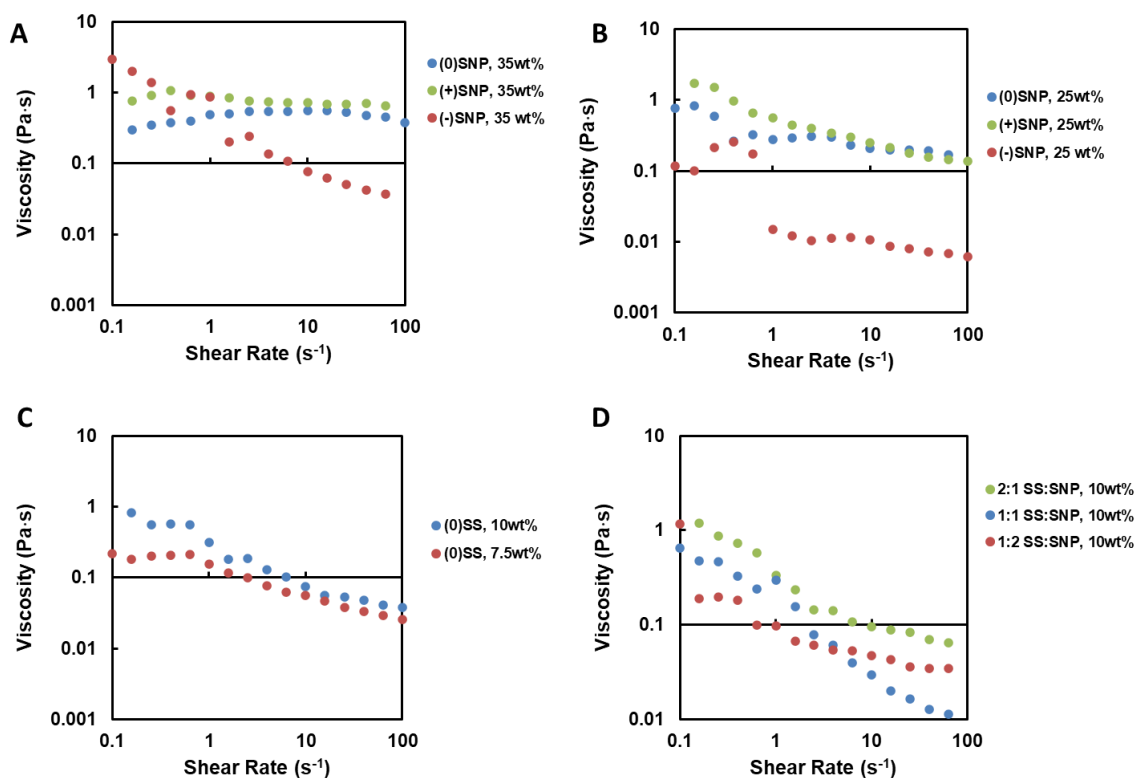 A
Viscosity (Pa·s)
10
1
0.1
0.01
0.001
0.1
1
10
100
Shear Rate (s⁻¹)
(0)SNP, 35wt%
(+)SNP, 35wt%
(-)SNP, 35 wt%
B
Viscosity (Pa·s)
10
1
0.1
0.01
0.001
0.1
1
10
100
Shear Rate (s⁻¹)
(0)SNP, 25wt%
(+)SNP, 25wt%
(-)SNP, 25 wt%
C
Viscosity (Pa·s)
10
1
0.1
0.01
0.001
0.1
1
10
100
Shear Rate (s⁻¹)
(0)SS, 10wt%
(0)SS, 7.5wt%
D
Viscosity (Pa·s)
10
1
0.1
0.01
0.1
1
10
100
Shear Rate (s⁻¹)
2:1 SS:SNP, 10wt%
1:1 SS:SNP, 10wt%
1:2 SS:SNP, 10wt%